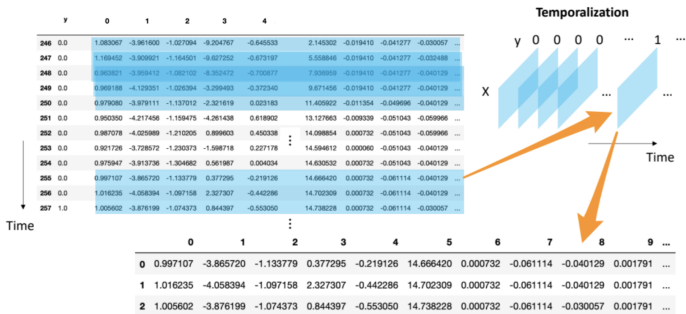 Temporalization
y 0 1 2 3 4
246 0.0 1.083067 -3.961600 -1.027094 -9.204767 -0.645533 2.145302 -0.019410 -0.041277 -0.030057 ...
247 0.0 1.169452 -3.909921 -1.164501 -9.627252 -0.673197 5.558646 -0.019410 -0.041277 -0.032488 ...
248 0.0 -0.700877 7.936959 -0.019410 -0.041277 -0.040129 ...
249 0.0 0.969188 -4.129351 -1.026394 -3.299493 -0.372340 9.671456 -0.019410 -0.041277 -0.040129 ...
250 0.0 0.979080 -3.979111 -1.137012 -2.321619 0.023183 11.405922 -0.011354 -0.049696 -0.040129 ...
251 0.0 0.950350 -4.217456 -1.159475 -4.261438 0.618902 13.127663 -0.009339 -0.051043 -0.059966 ...
252 0.0 0.987078 -4.025989 -1.210205 0.899603 0.450338 14.098854 0.000732 -0.051043 -0.059966 ...
253 0.0 0.921726 -3.728572 -1.230373 -1.598718 0.227178 14.594612 0.000060 -0.051043 -0.040129 ...
254 0.0 0.975947 -3.913736 -1.304682 0.561987 0.004034 14.630532 0.000732 -0.051043 -0.040129 ...
255 0.0 0.997107 -3.865720 -1.133779 0.377295 -0.219126 14.666420 0.000732 -0.061114 -0.040129 ...
256 0.0 1.016235 -4.058394 -1.097158 2.327307 -0.442286 14.702309 0.000732 -0.061114 -0.040129 ...
257 1.0 1.005602 -3.876199 -1.074373 0.844397 -0.553050 14.738228 0.000732 -0.061114 -0.030057 ...
Time
y 0 0 0 0 ... 1 ...
X ... ...
Time
0 1 2 3 4 5 6 7 8 9 ...
0 0.997107 -3.865720 -1.133779 0.377295 -0.219126 14.666420 0.000732 -0.061114 -0.040129 0.001791 ...
1 1.016235 -4.058394 -1.097158 2.327307 -0.442286 14.702309 0.000732 -0.061114 -0.040129 0.001791 ...
2 1.005602 -3.876199 -1.074373 0.844397 -0.553050 14.738228 0.000732 -0.061114 -0.030057 0.001791 ...